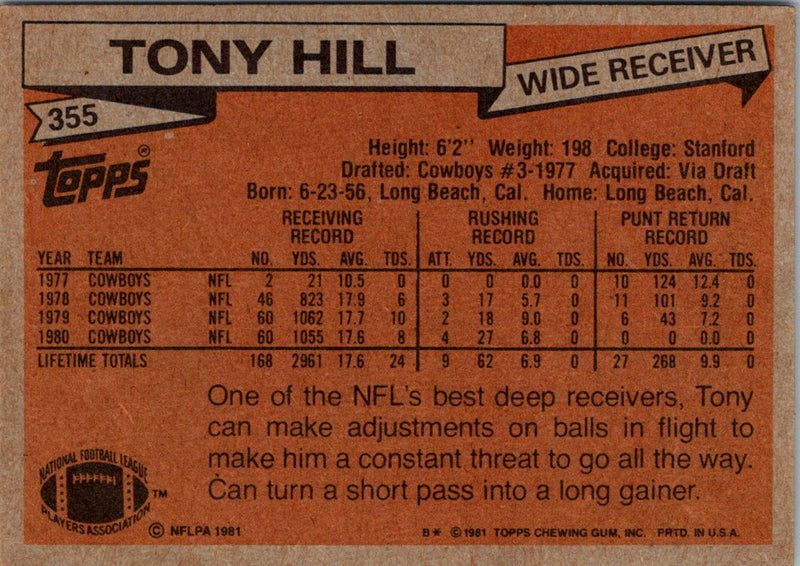 TONY HILL
WIDE RECEIVER
355
Topps®
Height: 6'2'' Weight: 198 College: Stanford
Drafted: Cowboys #3-1977 Acquired: Via Draft
Born: 6-23-56, Long Beach, Cal. Home: Long Beach, Cal.
RECEIVING RECORD RUSHING RECORD PUNT RETURN RECORD
YEAR TEAM NO. YDS. AVG. TDS. ATT. YDS. AVG. TDS. NO. YDS. AVG. TDS.
1977 COWBOYS NFL 2 21 10.5 0 0 0 0.0 0 10 124 12.4 0
1978 COWBOYS NFL 46 823 17.9 6 3 17 5.7 0 11 101 9.2 0
1979 COWBOYS NFL 60 1062 17.7 10 2 18 9.0 0 6 43 7.2 0
1980 COWBOYS NFL 60 1055 17.6 8 4 27 6.8 0 0 0 0.0 0
LIFETIME TOTALS 168 2961 17.6 24 9 62 6.9 0 27 268 9.9 0
One of the NFL's best deep receivers, Tony
can make adjustments on balls in flight to
make him a constant threat to go all the way.
Can turn a short pass into a long gainer.
NATIONAL FOOTBALL LEAGUE
PLAYERS ASSOCIATION
™
© NFLPA 1981
B* © 1981 TOPPS CHEWING GUM, INC. PRTD. IN U.S.A.